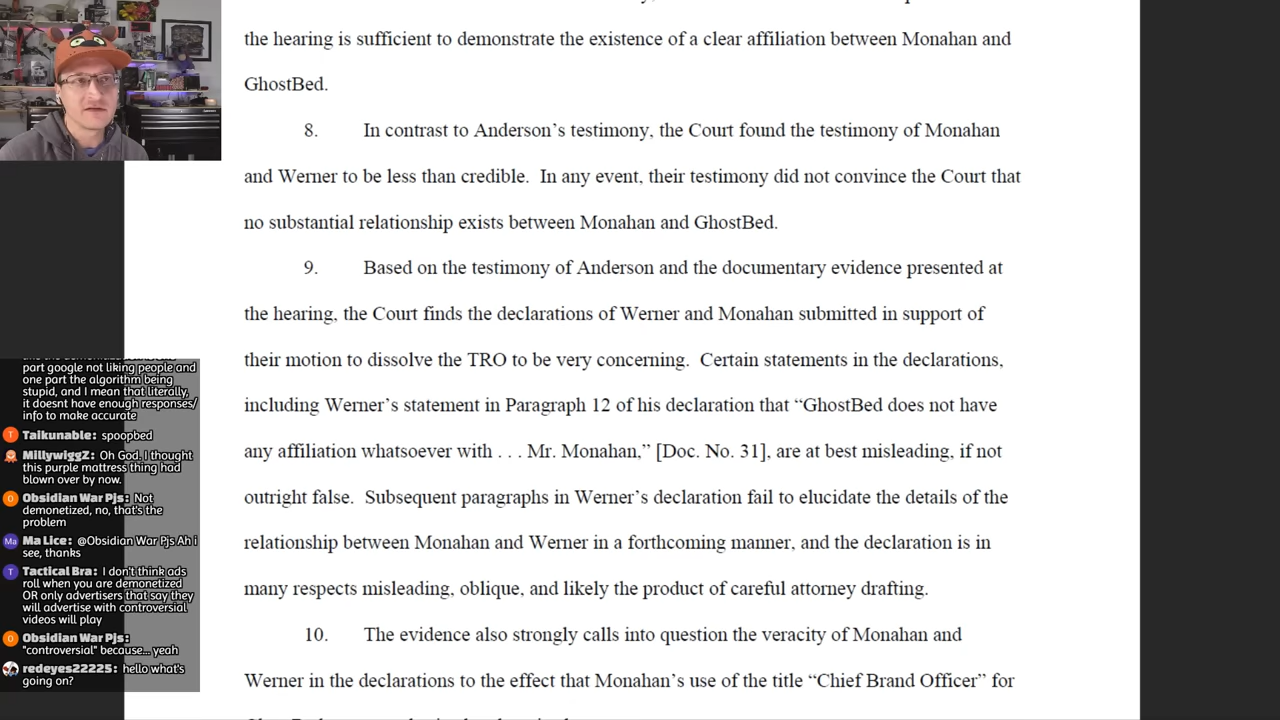 the hearing is sufficient to demonstrate the existence of a clear affiliation between Monahan and
GhostBed.
8. In contrast to Anderson’s testimony, the Court found the testimony of Monahan
and Werner to be less than credible. In any event, their testimony did not convince the Court that
no substantial relationship exists between Monahan and GhostBed.
9. Based on the testimony of Anderson and the documentary evidence presented at
the hearing, the Court finds the declarations of Werner and Monahan submitted in support of
their motion to dissolve the TRO to be very concerning. Certain statements in the declarations,
including Werner’s statement in Paragraph 12 of his declaration that “GhostBed does not have
any affiliation whatsoever with . . . Mr. Monahan,” [Doc. No. 31], are at best misleading, if not
outright false. Subsequent paragraphs in Werner’s declaration fail to elucidate the details of the
relationship between Monahan and Werner in a forthcoming manner, and the declaration is in
many respects misleading, oblique, and likely the product of careful attorney drafting.
10. The evidence also strongly calls into question the veracity of Monahan and
Werner in the declarations to the effect that Monahan’s use of the title “Chief Brand Officer” for
part google not liking people and
one part the algorithm being
stupid, and I mean that literally,
it doesnt have enough responses/
info to make accurate
Taikunable: spoopbed
MillywiggZ: Oh God. I thought
this purple mattress thing had
blown over by now.
Obsidian War Pjs: Not
demonetized, no, that's the
problem
Ma Lice: @Obsidian War Pjs Ah i
see, thanks
Tactical Bra: I don't think ads
roll when you are demonetized
OR only advertisers that say they
will advertise with controversial
videos will play
Obsidian War Pjs:
"controversial" because... yeah
redeyes22225: hello what's
going on?